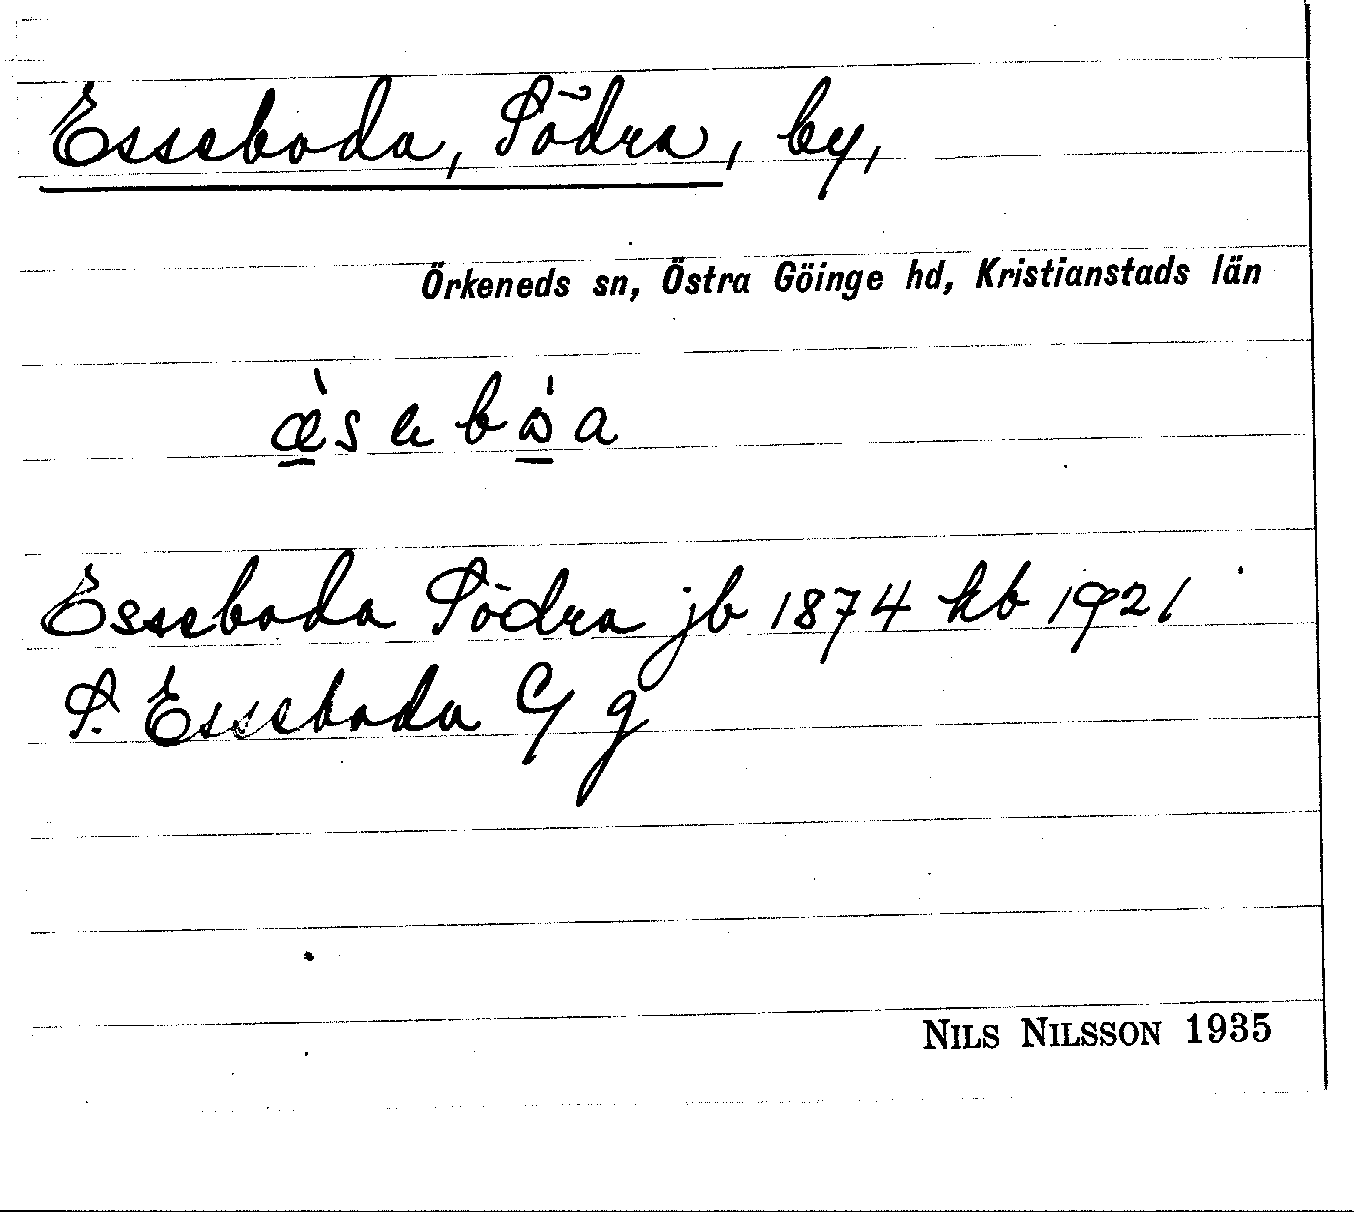 Esseboda, Södra, by,
Örkeneds sn, Östra Göinge hd, Kristianstads län
Esseboda Södra jb 1874 kb 1921
S. Esseboda
NILS NILSSON 1935